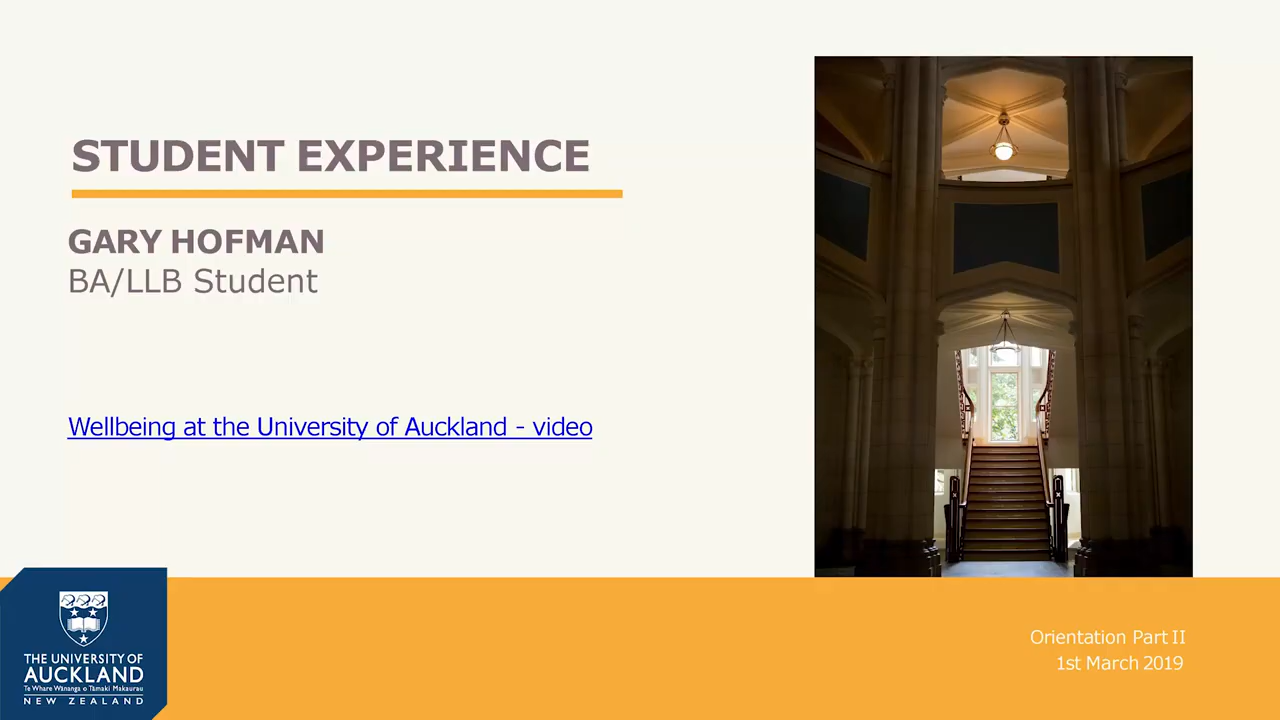 STUDENT EXPERIENCE
GARY HOFMAN
BA/LLB Student
Wellbeing at the University of Auckland - video
THE UNIVERSITY OF
AUCKLAND
Te Whare Wānanga o Tāmaki Makaurau
NEW ZEALAND
Orientation Part II
1st March 2019